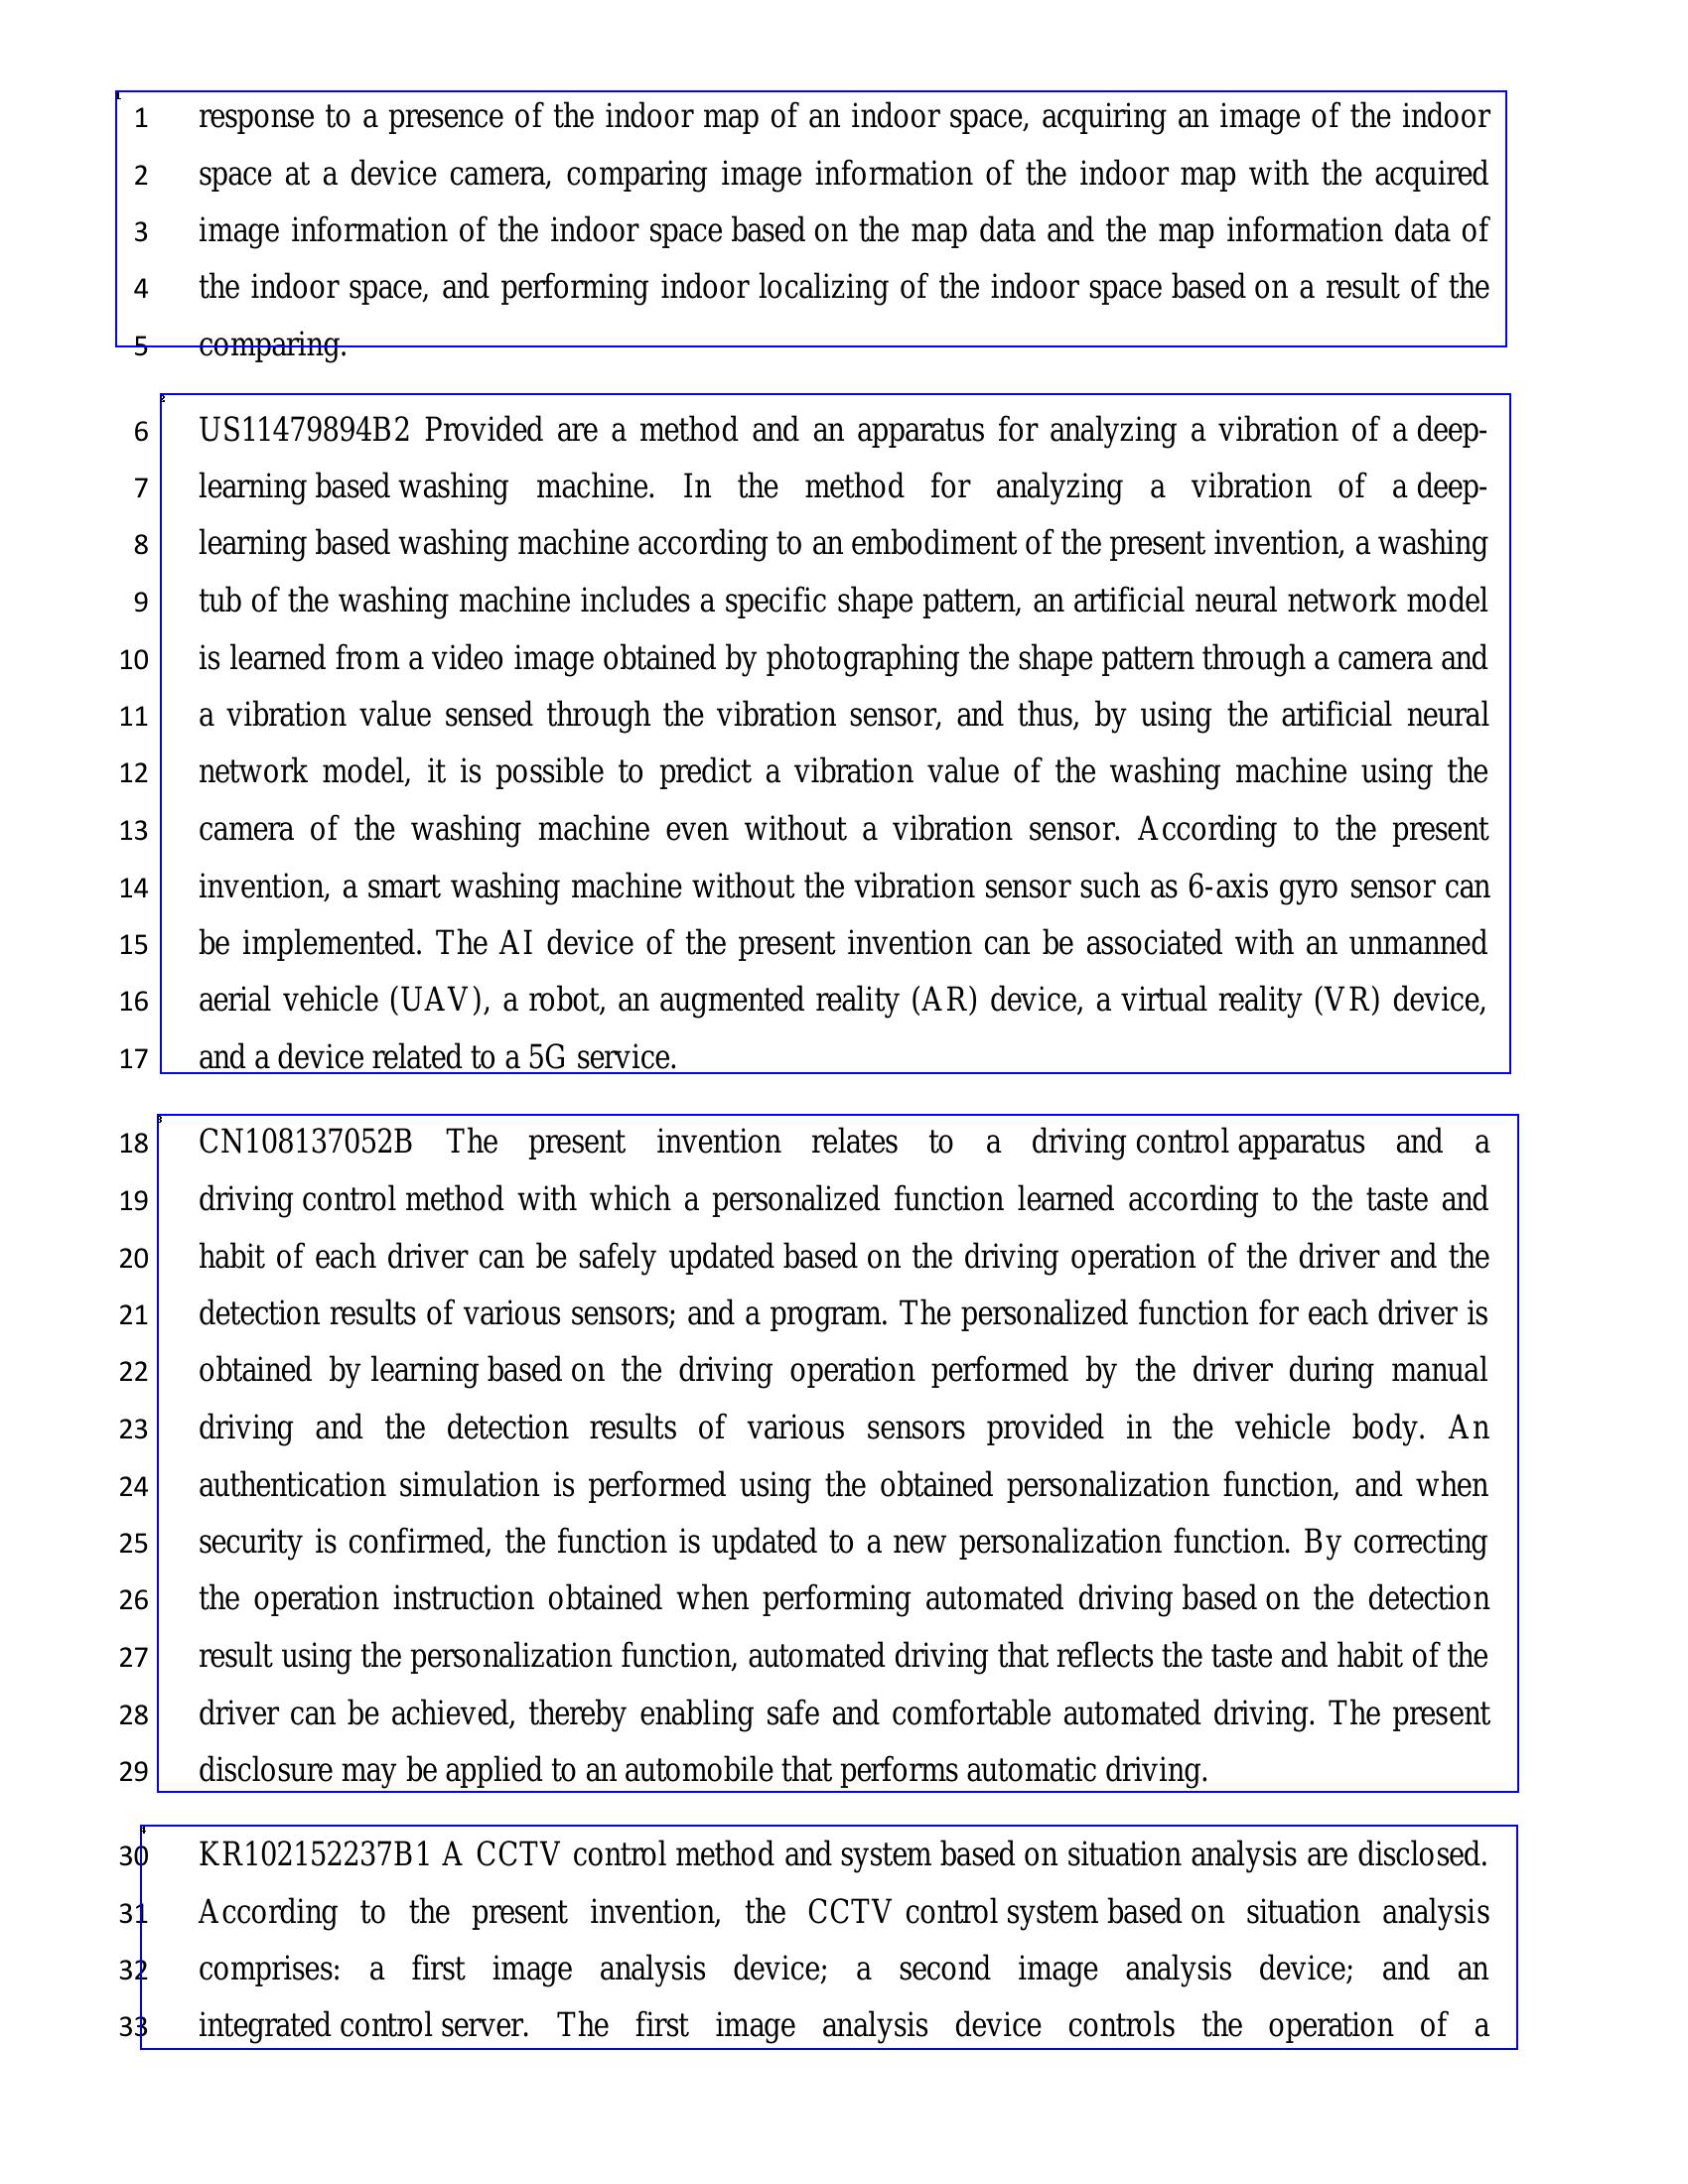 1 response to a presence of the indoor map of an indoor space, acquiring an image of the indoor
2 space at a device camera, comparing image information of the indoor map with the acquired
3 image information of the indoor space based on the map data and the map information data of
4 the indoor space, and performing indoor localizing of the indoor space based on a result of the
5 comparing.
6 US11479894B2 Provided are a method and an apparatus for analyzing a vibration of a deep-
7 learning based washing machine. In the method for analyzing a vibration of a deep-
8 learning based washing machine according to an embodiment of the present invention, a washing
9 tub of the washing machine includes a specific shape pattern, an artificial neural network model
10 is learned from a video image obtained by photographing the shape pattern through a camera and
11 a vibration value sensed through the vibration sensor, and thus, by using the artificial neural
12 network model, it is possible to predict a vibration value of the washing machine using the
13 camera of the washing machine even without a vibration sensor. According to the present
14 invention, a smart washing machine without the vibration sensor such as 6-axis gyro sensor can
15 be implemented. The AI device of the present invention can be associated with an unmanned
16 aerial vehicle (UAV), a robot, an augmented reality (AR) device, a virtual reality (VR) device,
17 and a device related to a 5G service.
18 CN108137052B The present invention relates to a driving control apparatus and a
19 driving control method with which a personalized function learned according to the taste and
20 habit of each driver can be safely updated based on the driving operation of the driver and the
21 detection results of various sensors; and a program. The personalized function for each driver is
22 obtained by learning based on the driving operation performed by the driver during manual
23 driving and the detection results of various sensors provided in the vehicle body. An
24 authentication simulation is performed using the obtained personalization function, and when
25 security is confirmed, the function is updated to a new personalization function. By correcting
26 the operation instruction obtained when performing automated driving based on the detection
27 result using the personalization function, automated driving that reflects the taste and habit of the
28 driver can be achieved, thereby enabling safe and comfortable automated driving. The present
29 disclosure may be applied to an automobile that performs automatic driving.
30 KR102152237B1 A CCTV control method and system based on situation analysis are disclosed.
31 According to the present invention, the CCTV control system based on situation analysis
32 comprises: a first image analysis device; a second image analysis device; and an
33 integrated control server. The first image analysis device controls the operation of a